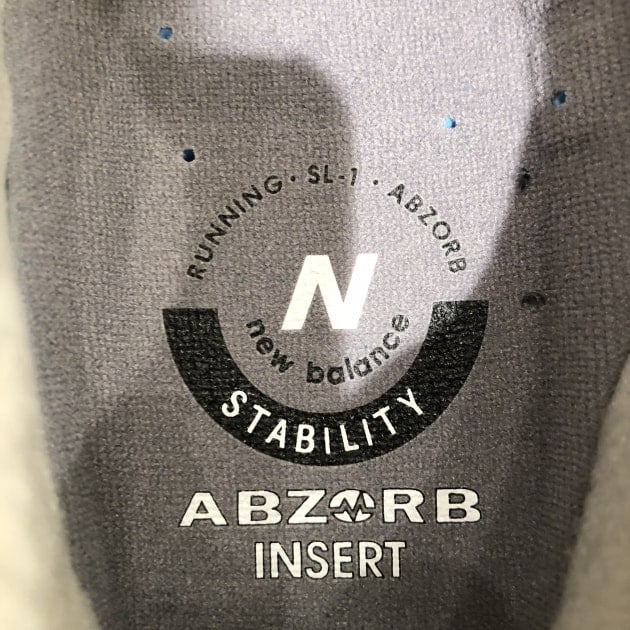 RUNNING · SL-1 · ABZORB
N
new balance
STABILITY
ABZORB
INSERT